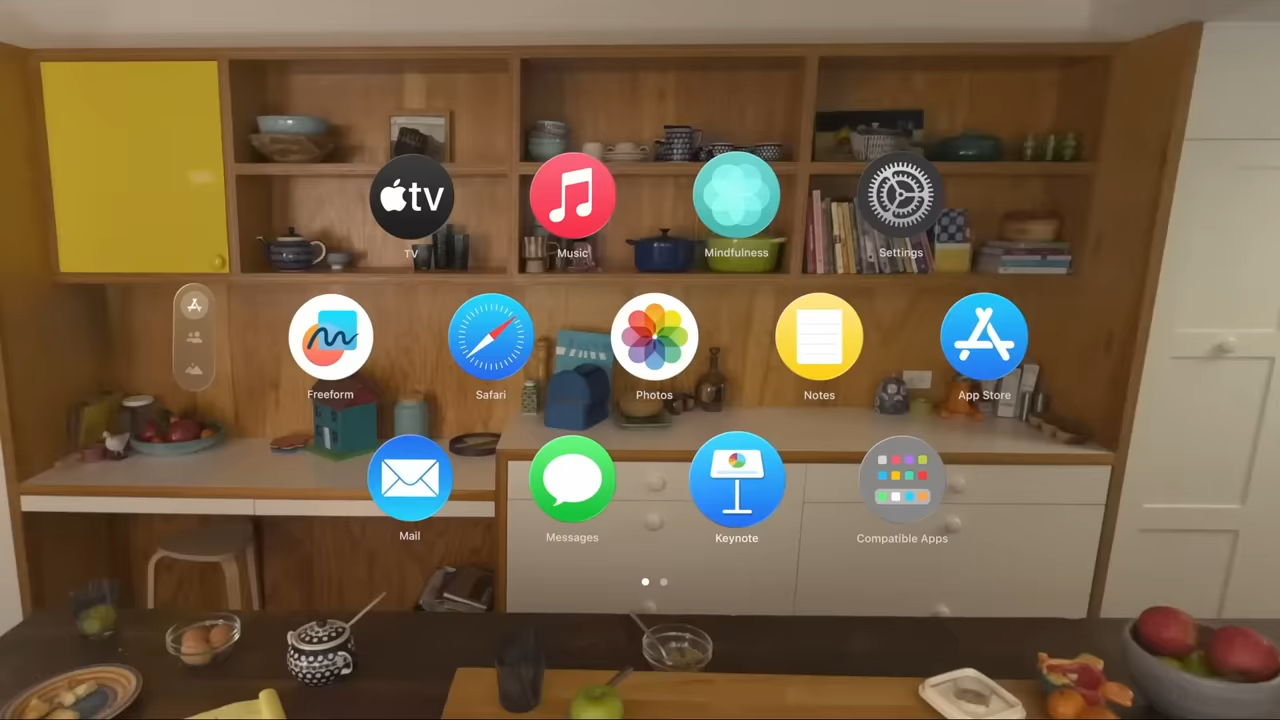 tv
TV
Music
Mindfulness
Settings
Freeform
Safari
Photos
Notes
App Store
Mail
Messages
Keynote
Compatible Apps